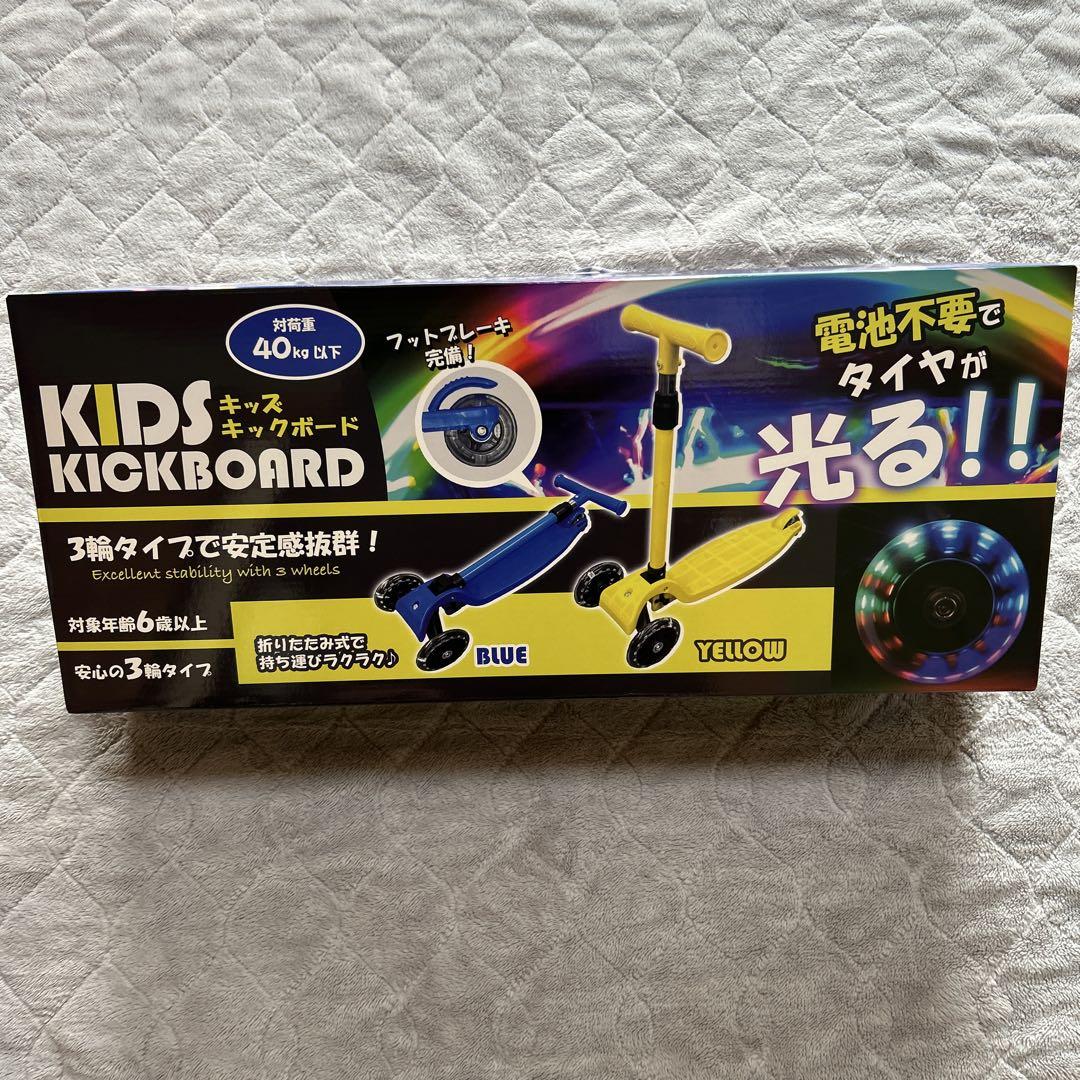 対荷重
40kg以下
KIDS
キッズ
キックボード
KICKBOARD
フットブレーキ
完備！
電池不要で
タイヤが
光る!!
3輪タイプで安定感抜群！
Excellent stability with 3 wheels
対象年齢6歳以上
安心の3輪タイプ
折りたたみ式で
持ち運びラクラク♪
BLUE
YELLOW